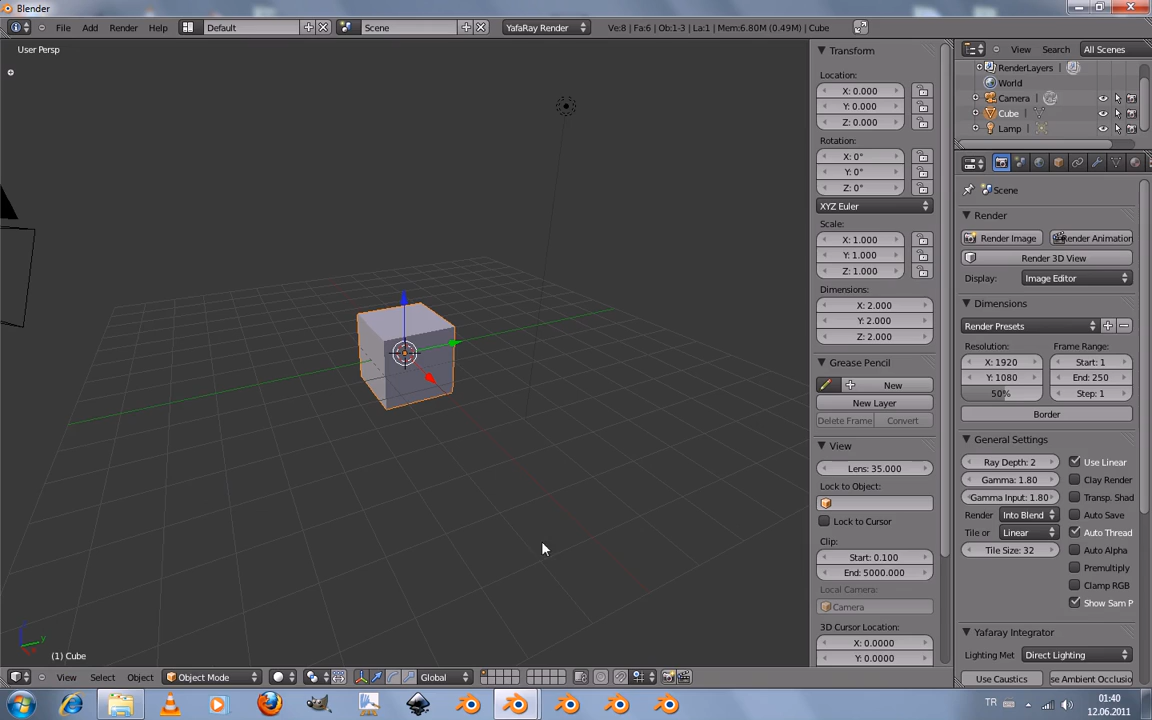 Blender
File
Add
Render
Help
Default
Scene
YafaRay Render
Ve:8 | Fa:6 | Ob:1-3 | La:1 | Mem:6.80M (0.49M) | Cube
User Persp
(1) Cube
Transform
Location:
X: 0.000
Y: 0.000
Z: 0.000
Rotation:
X: 0°
Y: 0°
Z: 0°
XYZ Euler
Scale:
X: 1.000
Y: 1.000
Z: 1.000
Dimensions:
X: 2.000
Y: 2.000
Z: 2.000
Grease Pencil
New
New Layer
Delete Frame
Convert
View
Lens: 35.000
Lock to Object:
Lock to Cursor
Clip:
Start: 0.100
End: 5000.000
Local Camera:
Camera
3D Cursor Location:
X: 0.0000
Y: 0.0000
View
Search
All Scenes
RenderLayers
World
Camera
Cube
Lamp
Scene
Render
Render Image
Render Animation
Render 3D View
Display:
Image Editor
Dimensions
Render Presets
Resolution:
Frame Range:
X: 1920
Start: 1
Y: 1080
End: 250
50%
Step: 1
Border
General Settings
Ray Depth: 2
Use Linear
Gamma: 1.80
Clay Render
Gamma Input: 1.80
Transp. Shad
Render
Into Blend
Auto Save
Tile or
Linear
Auto Thread
Tile Size: 32
Auto Alpha
Premultiply
Clamp RGB
Show Sam P
Yafaray Integrator
Lighting Met
Direct Lighting
Use Caustics
se Ambient Occlusio
View
Select
Object
Object Mode
Global
TR
01:40
12.06.2011